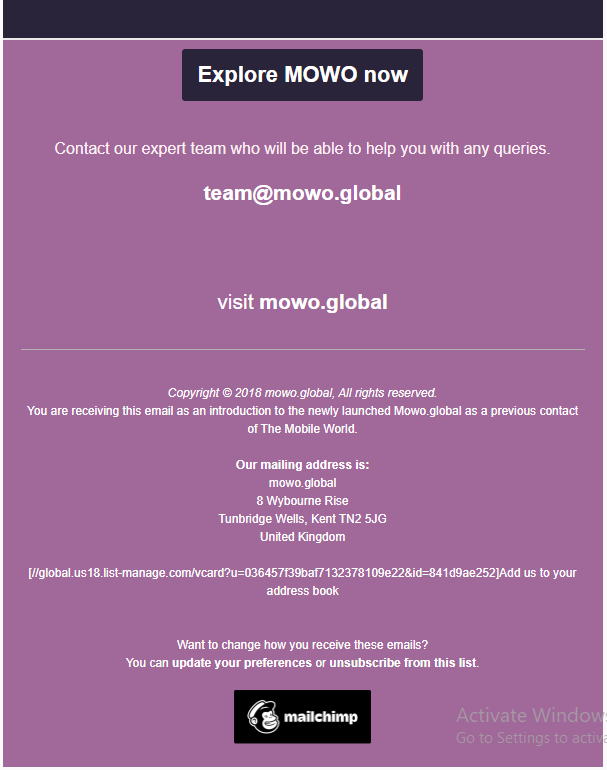 Explore MOWO now
Contact our expert team who will be able to help you with any queries.
team@mowo.global
visit mowo.global
Copyright © 2018 mowo.global, All rights reserved.
You are receiving this email as an introduction to the newly launched Mowo.global as a previous contact
of The Mobile World.
Our mailing address is:
mowo.global
8 Wybourne Rise
Tunbridge Wells, Kent TN2 5JG
United Kingdom
[//global.us18.list-manage.com/vcard?u=036457f39baf7132378109e22&id=841d9ae252]Add us to your
address book
Want to change how you receive these emails?
You can update your preferences or unsubscribe from this list.
mailchimp
Activate Windows
Go to Settings to activa